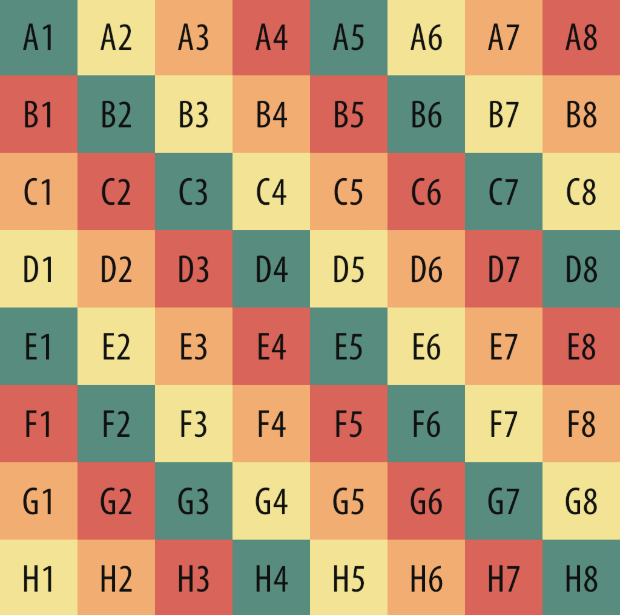 A1 A2 A3 A4 A5 A6 A7 A8
B1 B2 B3 B4 B5 B6 B7 B8
C1 C2 C3 C4 C5 C6 C7 C8
D1 D2 D3 D4 D5 D6 D7 D8
E1 E2 E3 E4 E5 E6 E7 E8
F1 F2 F3 F4 F5 F6 F7 F8
G1 G2 G3 G4 G5 G6 G7 G8
H1 H2 H3 H4 H5 H6 H7 H8